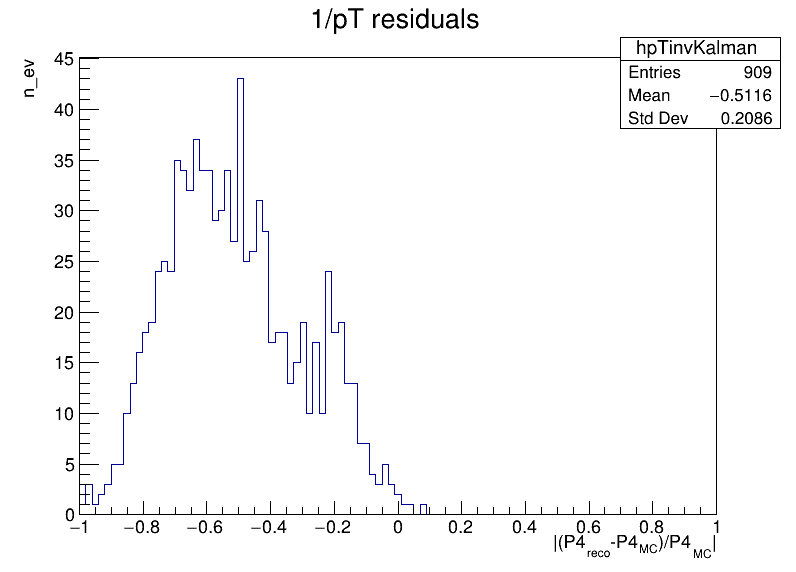 1/pT residuals
hpTinvKalman
Entries 909
Mean −0.5116
Std Dev 0.2086
n_ev
45
40
35
30
25
20
15
10
5
0
−1 −0.8 −0.6 −0.4 −0.2 0 0.2 0.4 0.6 0.8 1
|(P4reco-P4MC)/P4MC|